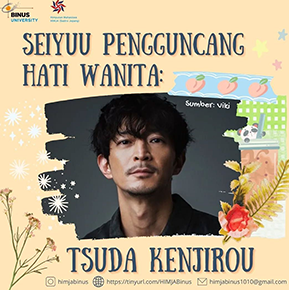 BINUS
UNIVERSITY
SEIYUU PENGGUNCANG
HATI WANITA:
Sumber: Viki
TSUDA KENJIROU
himjabinus
https://tinyurl.com/HIMJABinus
himjabinus1010@gmail.com